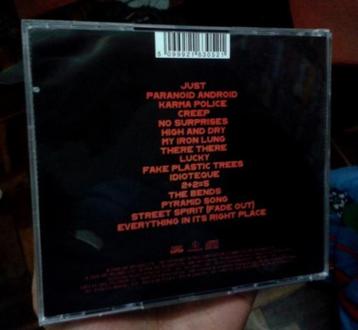 5099921630521
JUST
PARANOID ANDROID
KARMA POLICE
CREEP
NO SURPRISES
HIGH AND DRY
MY IRON LUNG
THERE THERE
LUCKY
FAKE PLASTIC TREES
IDIOTEQUE
2+2=5
THE BENDS
PYRAMID SONG
STREET SPIRIT (FADE OUT)
EVERYTHING IN ITS RIGHT PLACE